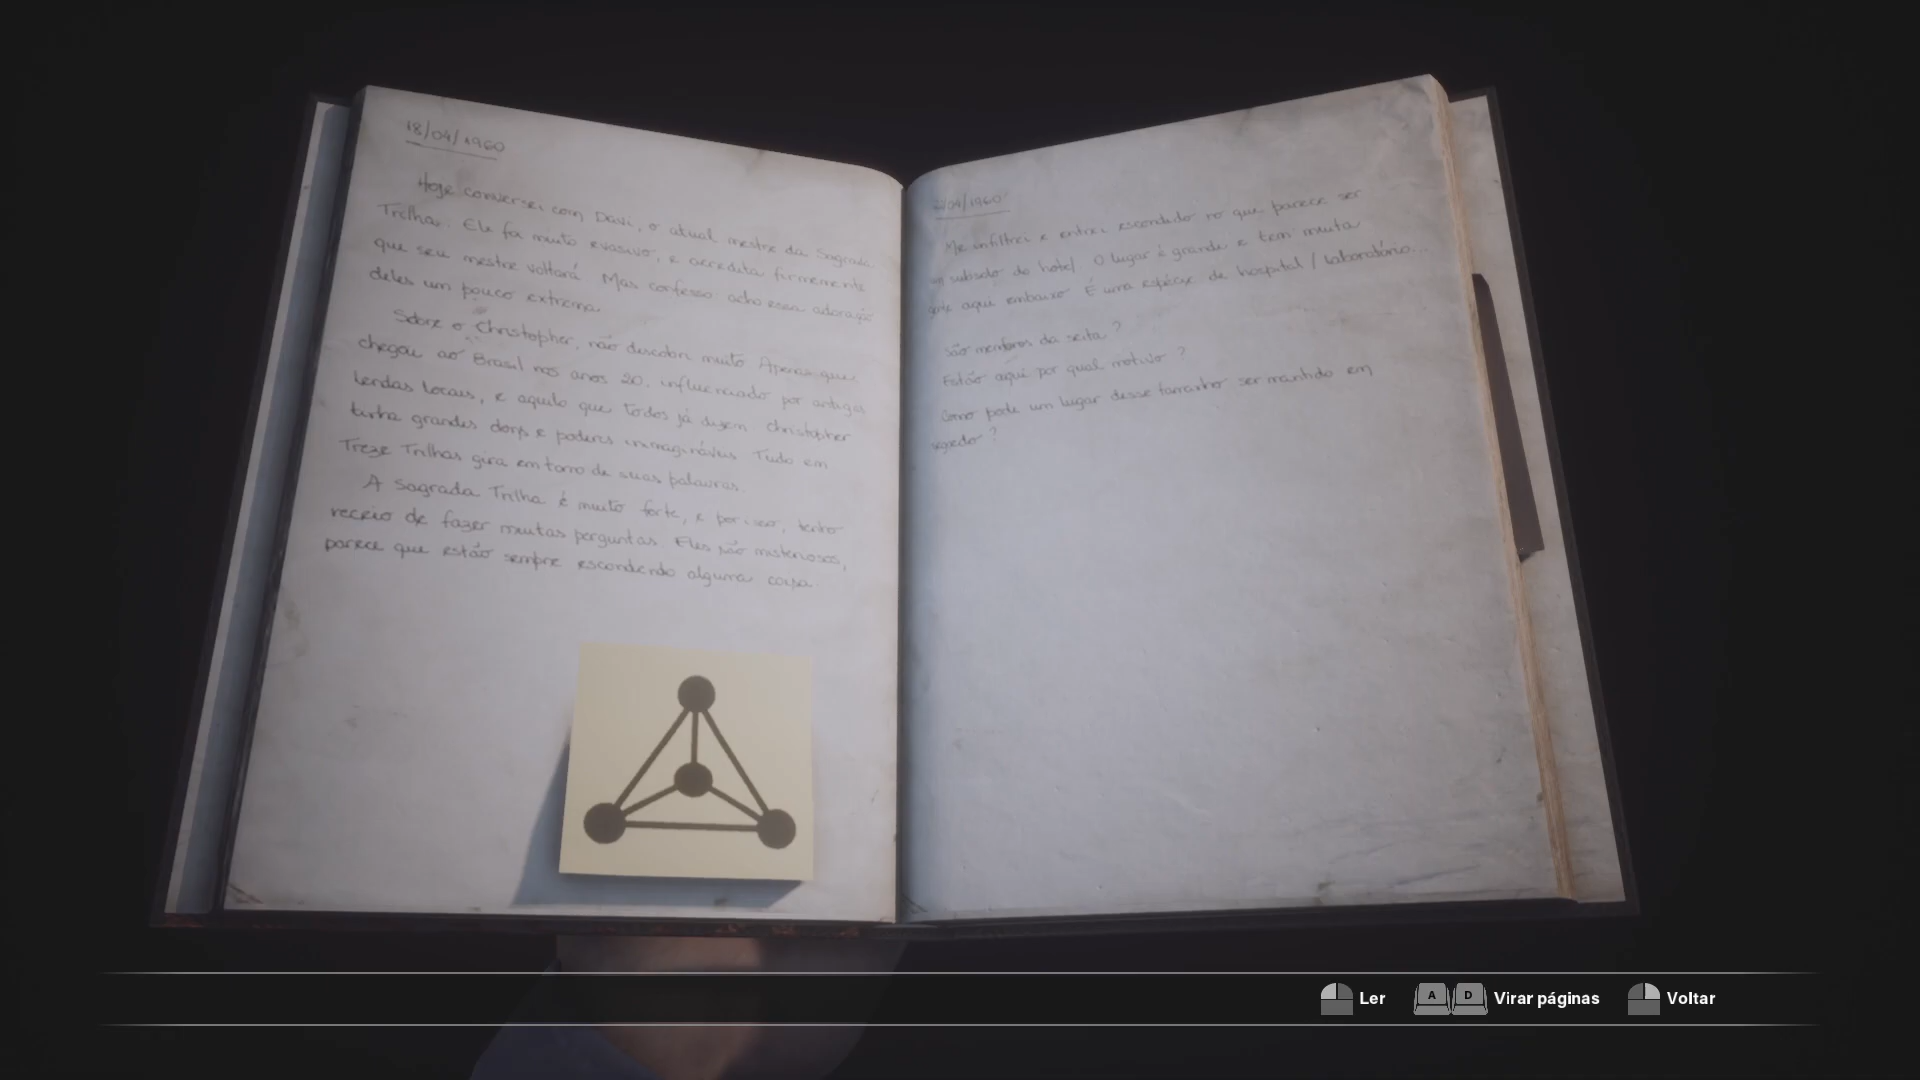 18/04/1960
Hoje conversei com Davi, o atual mestre da Sagrada
Trilha. Ele foi muito evasivo, e acredita firmemente
que seu mestre voltará. Mas confesso: acho essa adoração
deles um pouco extrema.
Sobre o Christopher, não descobri muito. Apenas que
chegou ao Brasil nos anos 20, influenciado por antigas
lendas locais, e aquilo que todos já dizem: Christopher
tinha grandes dons e poderes inimagináveis. Tudo em
Treze Trilhas gira em torno de suas palavras.
A Sagrada Trilha é muito forte, e por isso, tenho
receio de fazer muitas perguntas. Eles são misteriosos,
parece que estão sempre escondendo alguma coisa.
/04/1960
Me infiltrei e entrei escondido no que parece ser
um subsolo do hotel. O lugar é grande e tem muita
gente aqui embaixo. É uma espécie de hospital / laboratório...
São membros da seita?
Estão aqui por qual motivo?
Como pode um lugar desse tamanho ser mantido em
segredo?
Ler
A D Virar páginas
Voltar